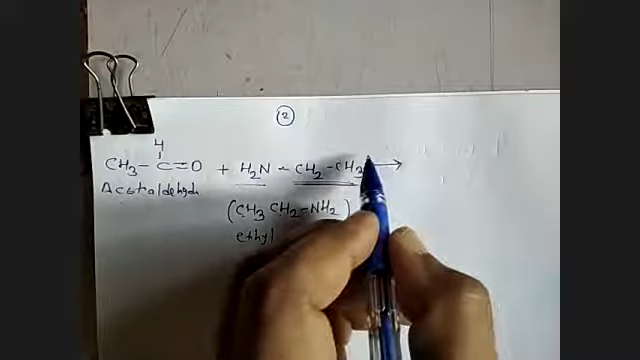 ②
CH₃ - C = O + H₂N - CH₂ - CH₃ →
H
Acetaldehyde
(CH₃ CH₂ - NH₂)
ethyl